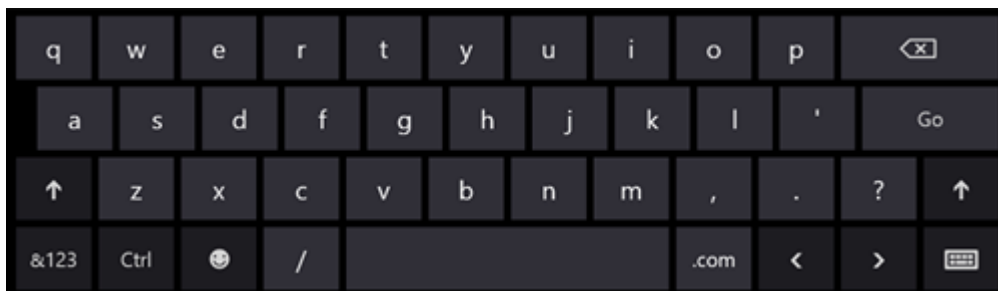 q w e r t y u i o p
a s d f g h j k l ' Go
z x c v b n m , . ?
&123 Ctrl / .com < >